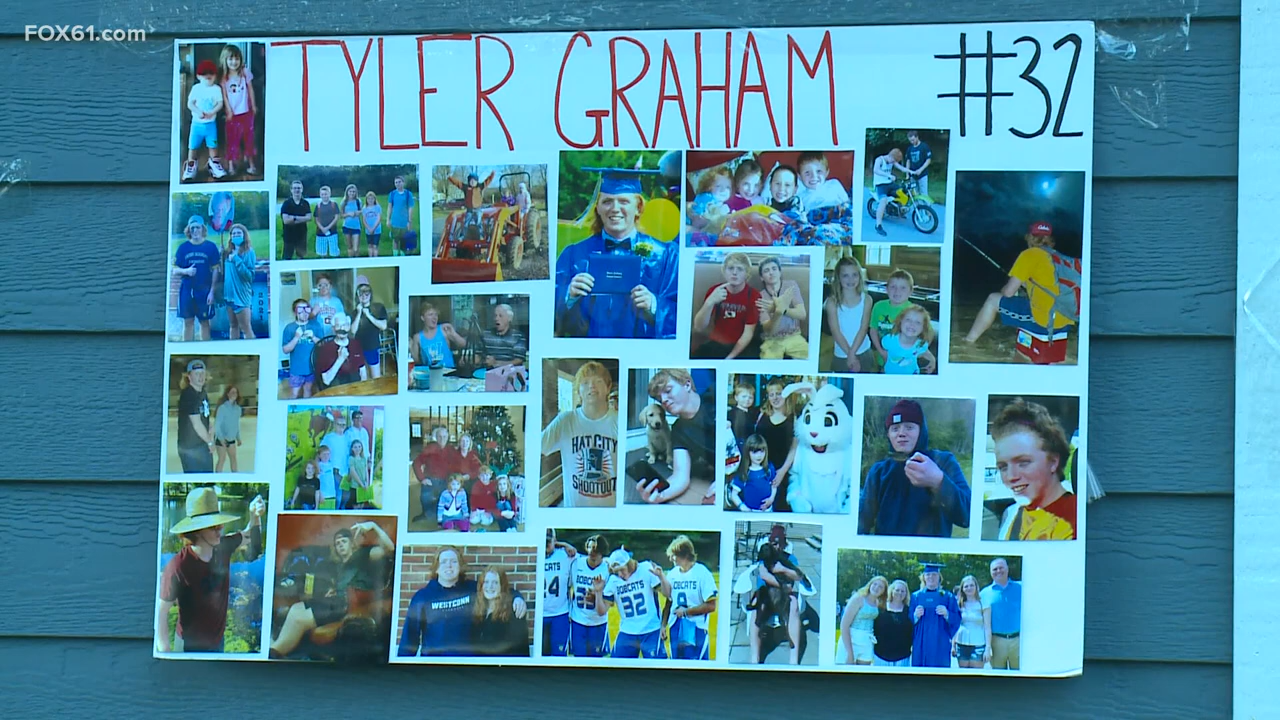 FOX61.com
TYLER GRAHAM #32
HAT CITY
SHOOTOUT
WESTCONN
BOBCATS
32
BOBCATS